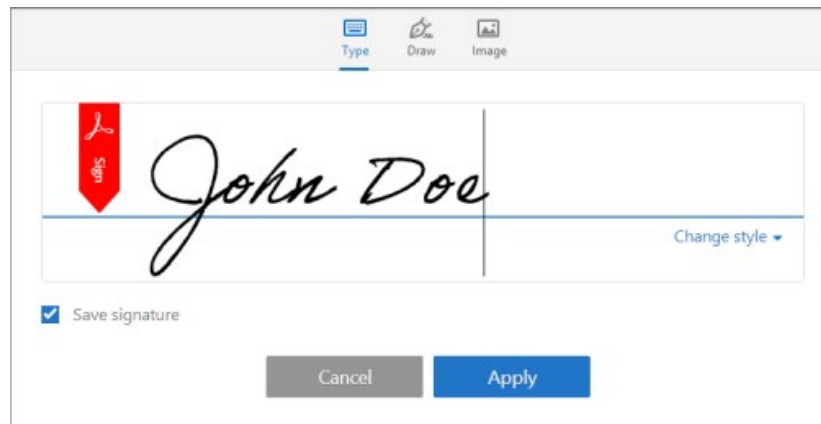 Type Draw Image
Sign
John Doe
Change style
Save signature
Cancel Apply